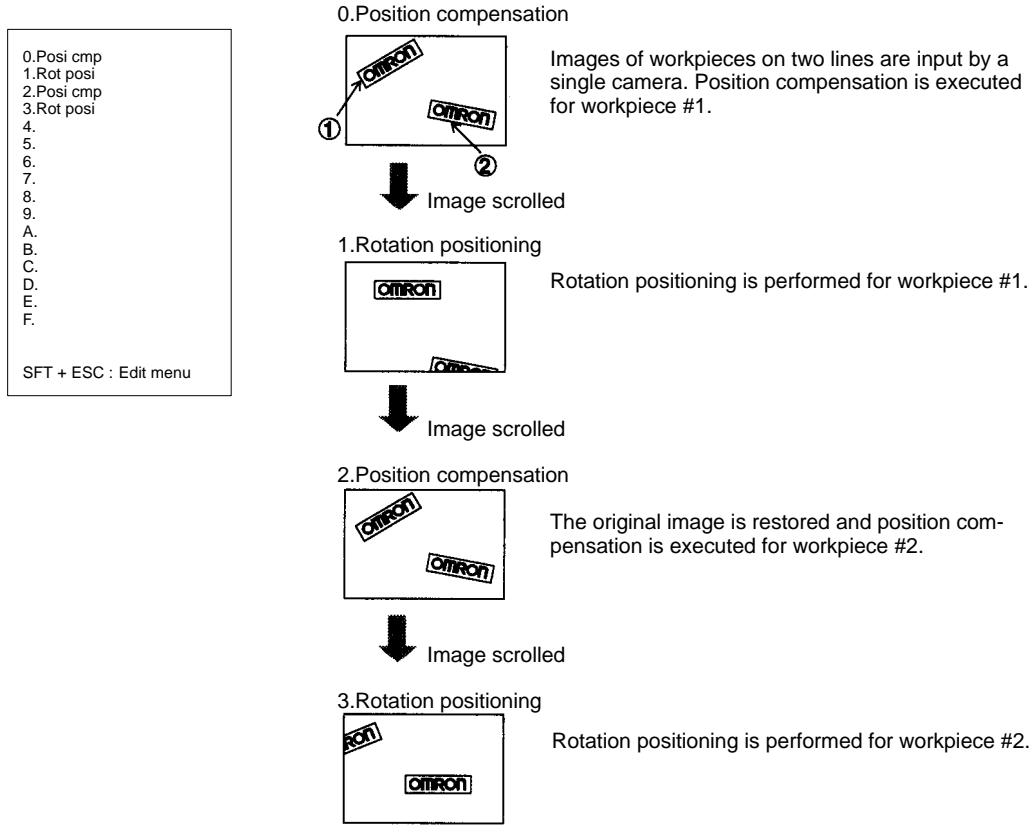 0.Posi cmp
1.Rot posi
2.Posi cmp
3.Rot posi
4.
5.
6.
7.
8.
9.
A.
B.
C.
D.
E.
F.
SFT + ESC : Edit menu
0.Position compensation
OMRON
①
OMRON
②
Images of workpieces on two lines are input by a
single camera. Position compensation is executed
for workpiece #1.
Image scrolled
1.Rotation positioning
OMRON
OMRON
Rotation positioning is performed for workpiece #1.
Image scrolled
2.Position compensation
OMRON
OMRON
The original image is restored and position com-
pensation is executed for workpiece #2.
Image scrolled
3.Rotation positioning
RON
OMRON
Rotation positioning is performed for workpiece #2.